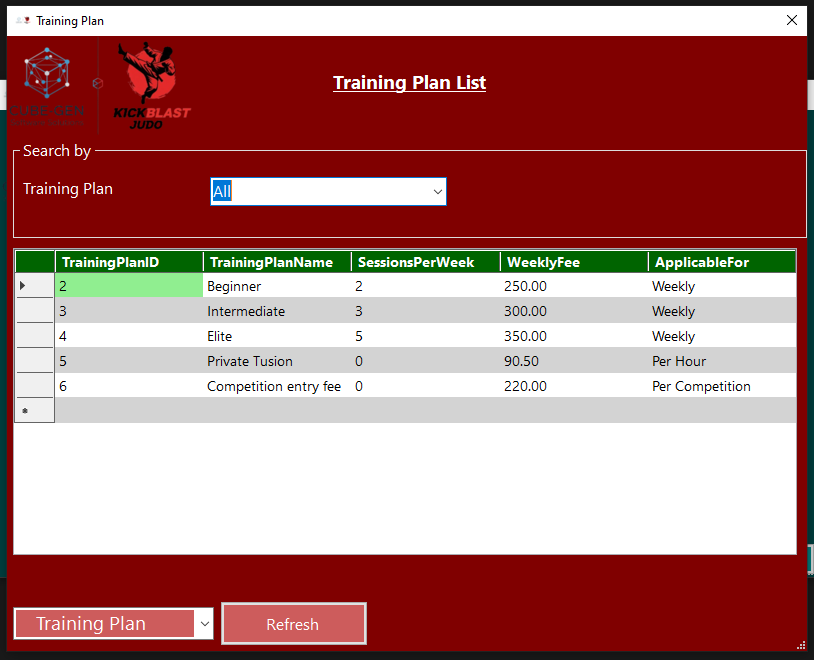 Training Plan
CUBE GEN
KICKBLAST
JUDO
Training Plan List
Search by
Training Plan
All
TrainingPlanID TrainingPlanName SessionsPerWeek WeeklyFee ApplicableFor
2 Beginner 2 250.00 Weekly
3 Intermediate 3 300.00 Weekly
4 Elite 5 350.00 Weekly
5 Private Tusion 0 90.50 Per Hour
6 Competition entry fee 0 220.00 Per Competition
Training Plan
Refresh